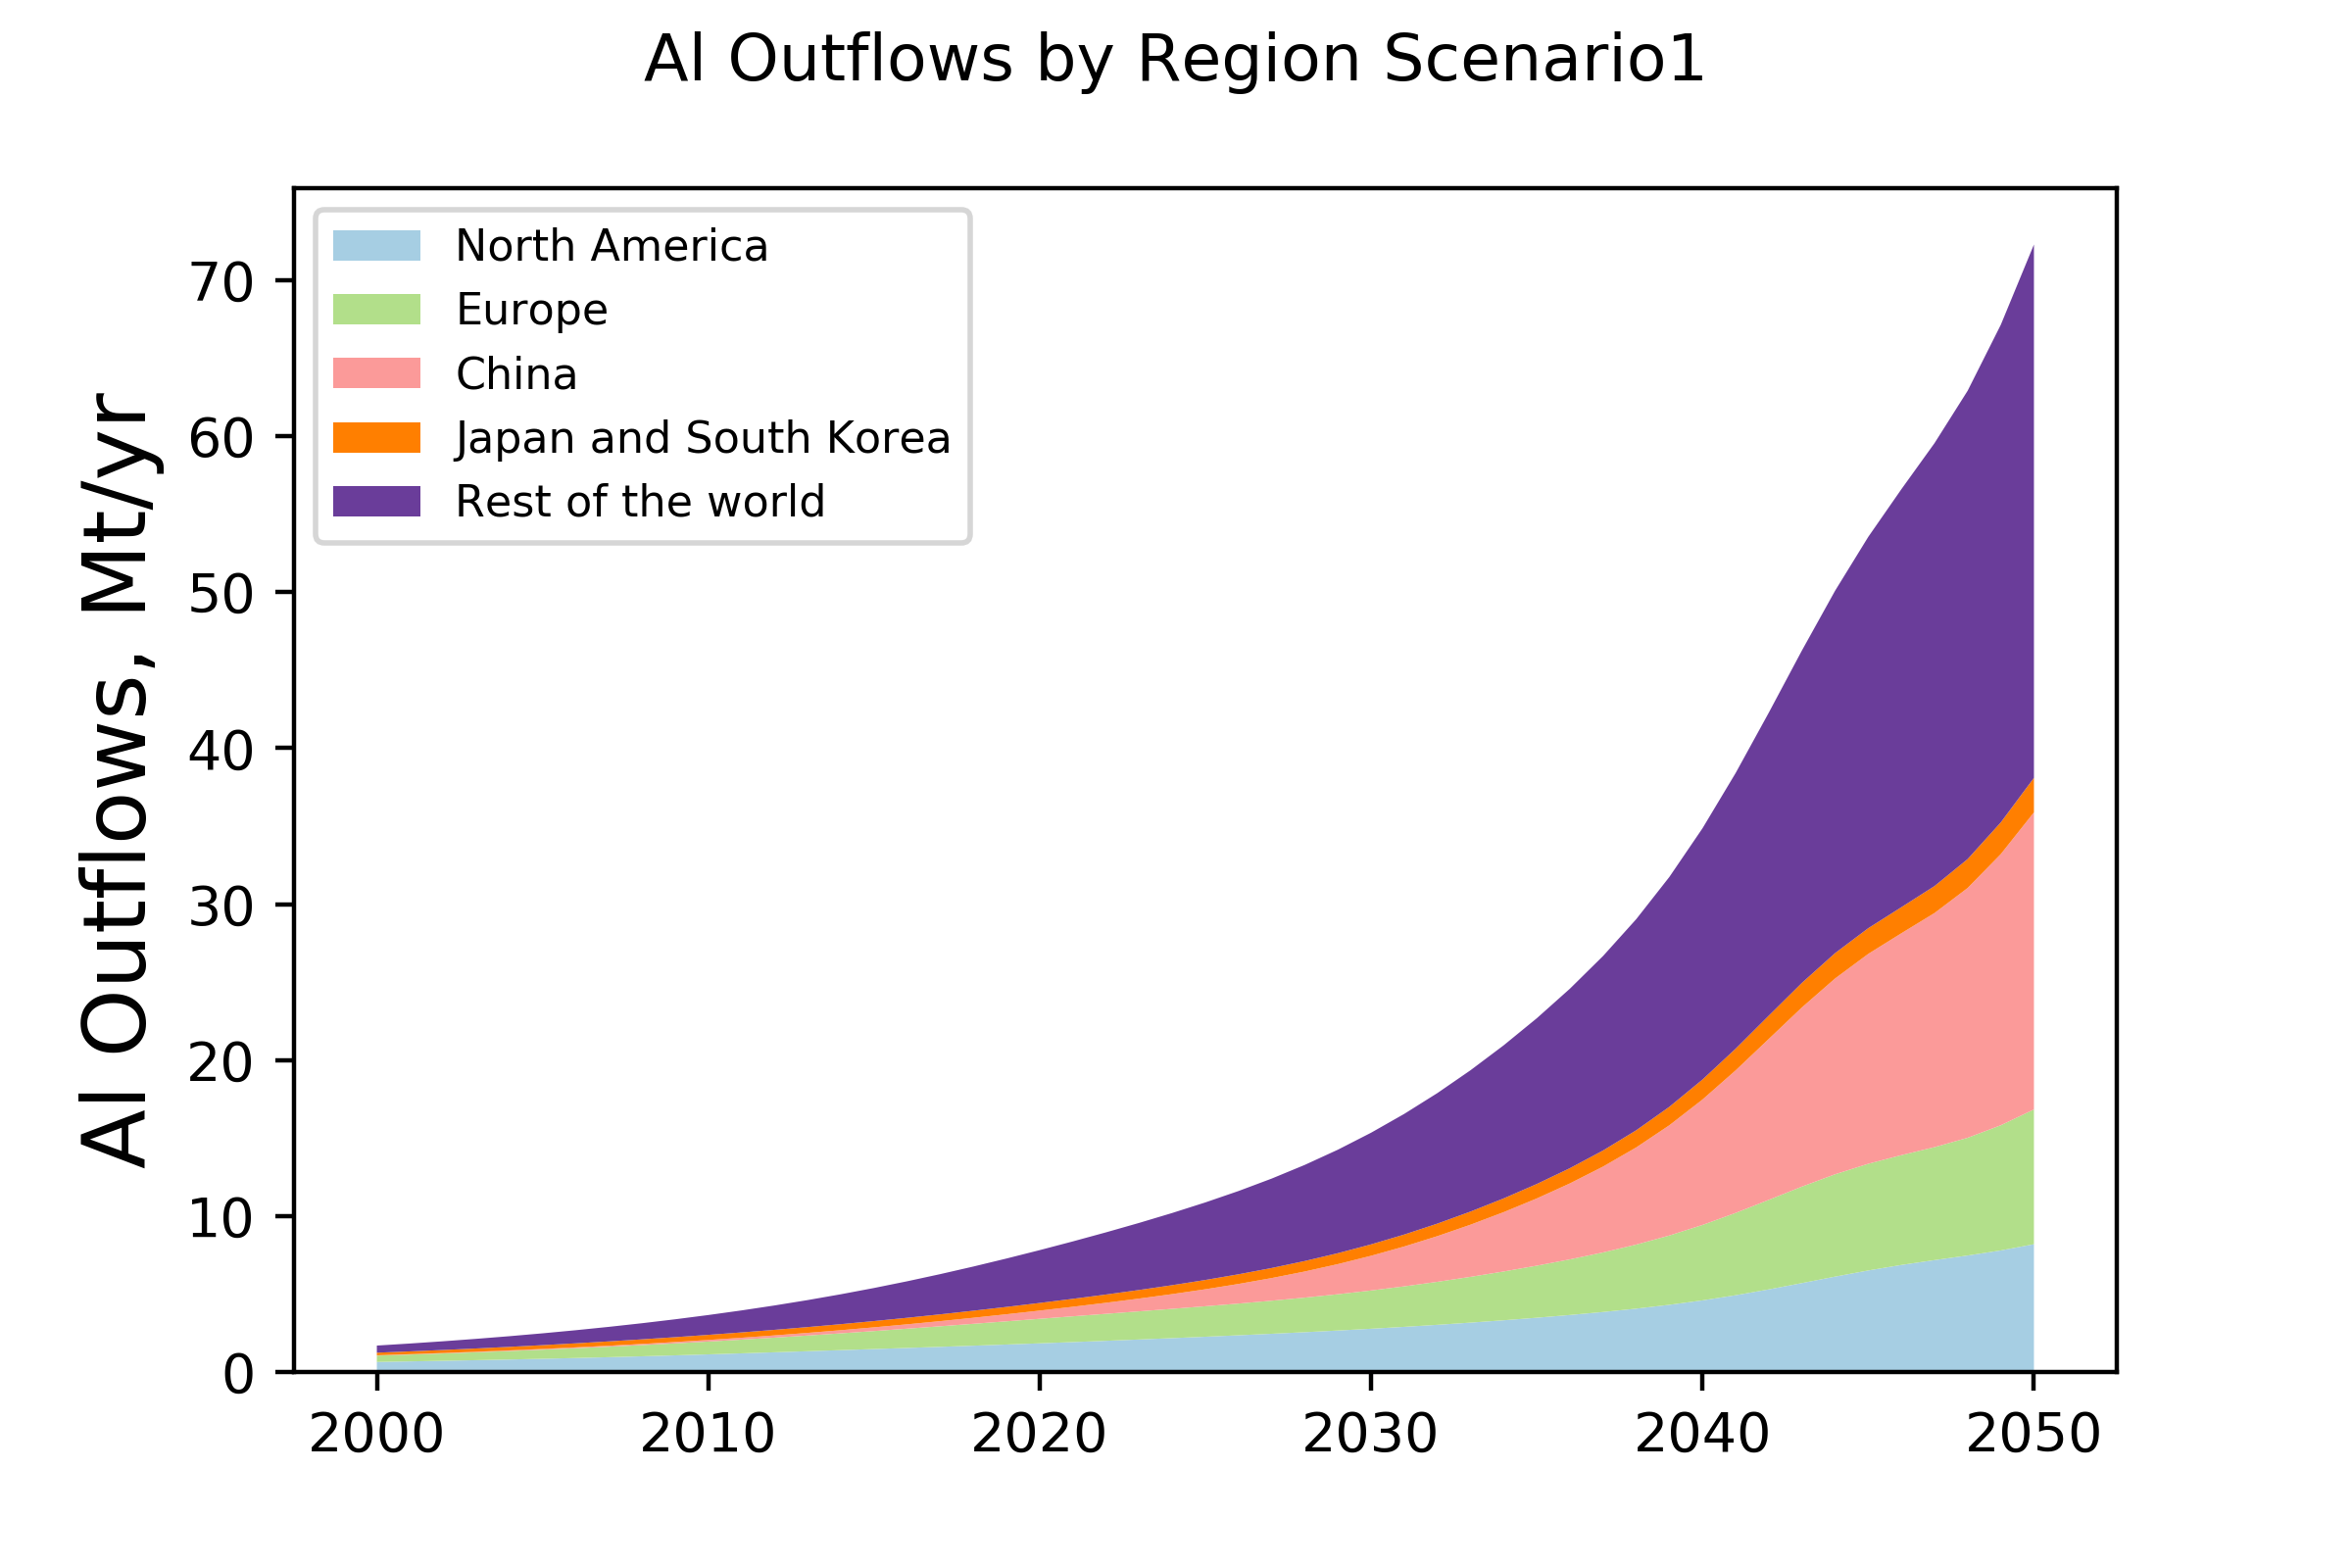 Al Outflows by Region Scenario1
Al Outflows, Mt/yr
70
60
50
40
30
20
10
0
North America
Europe
China
Japan and South Korea
Rest of the world
2000 2010 2020 2030 2040 2050